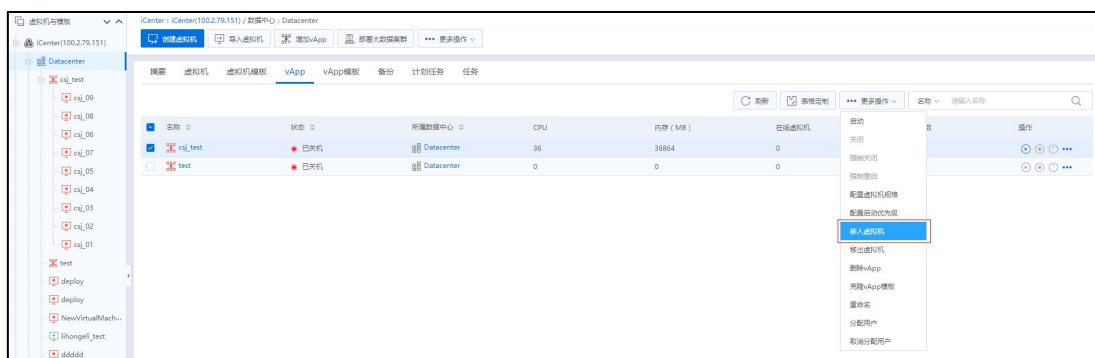 虚拟机与模板
iCenter(100.2.79.151)
Datacenter
csj_test
csj_09
csj_08
csj_06
csj_07
csj_05
csj_04
csj_03
csj_02
csj_01
test
deploy
deploy
NewVirtualMach...
lihongeli_test
ddddd
iCenter : iCenter(100.2.79.151) / 数据中心 : Datacenter
创建虚拟机 导入虚拟机 增加vApp 部署大数据集群 ••• 更多操作
摘要 虚拟机 虚拟机模板 vApp vApp模板 备份 计划任务 任务
刷新 表格定制 ••• 更多操作 名称 请输入名称
名称 状态 所属数据中心 CPU 内存（MB） 在线虚拟机 数 操作
csj_test 已关机 Datacenter 36 36864 0
test 已关机 Datacenter 0 0 0
启动
关闭
强制关闭
强制重启
配置虚拟机规格
配置启动优先级
移入虚拟机
移出虚拟机
删除vApp
克隆vApp模板
重命名
分配用户
取消分配用户